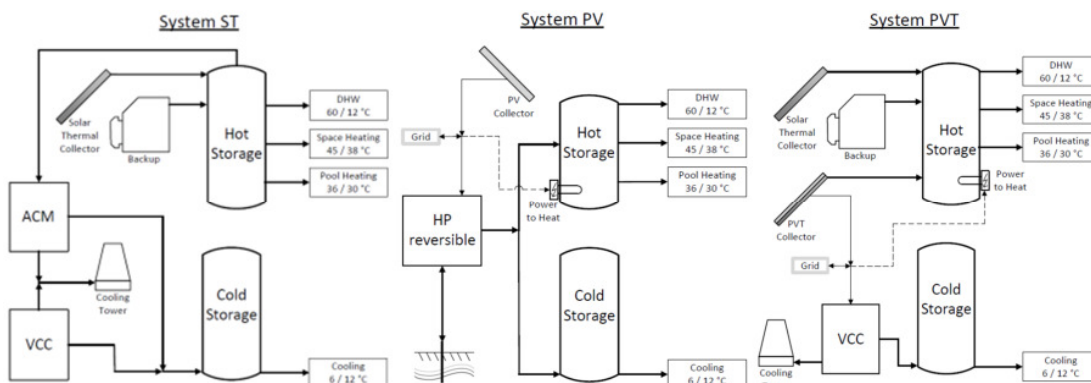 System ST
Solar
Thermal
Collector
Backup
Hot
Storage
DHW
60 / 12 °C
Space Heating
45 / 38 °C
Pool Heating
36 / 30 °C
ACM
Cooling
Tower
VCC
Cold
Storage
Cooling
6 / 12 °C
System PV
PV
Collector
Grid
Hot
Storage
Power
to Heat
DHW
60 / 12 °C
Space Heating
45 / 38 °C
Pool Heating
36 / 30 °C
HP
reversible
Cold
Storage
Cooling
6 / 12 °C
System PVT
Solar
Thermal
Collector
Backup
Hot
Storage
DHW
60 / 12 °C
Space Heating
45 / 38 °C
Pool Heating
36 / 30 °C
Power
to Heat
PVT
Collector
Grid
Cold
Storage
VCC
Cooling
Cooling
6 / 12 °C